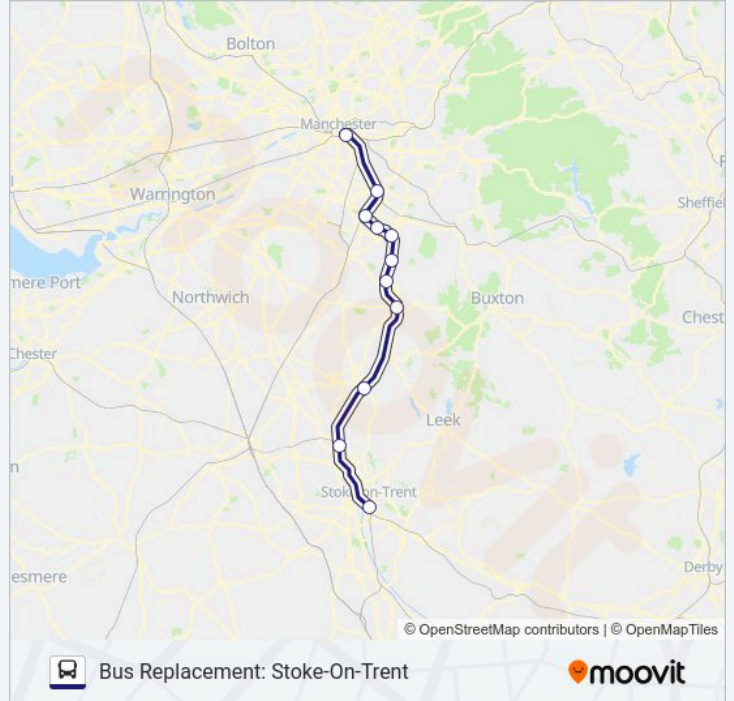 Bolton
Manchester
Warrington
Sheffie
mere Port
Northwich
Buxton
Chest
Chester
Leek
n
Stoke-on-Trent
esmere
Derby
© OpenStreetMap contributors | © OpenMapTiles
Bus Replacement: Stoke-On-Trent
moovit